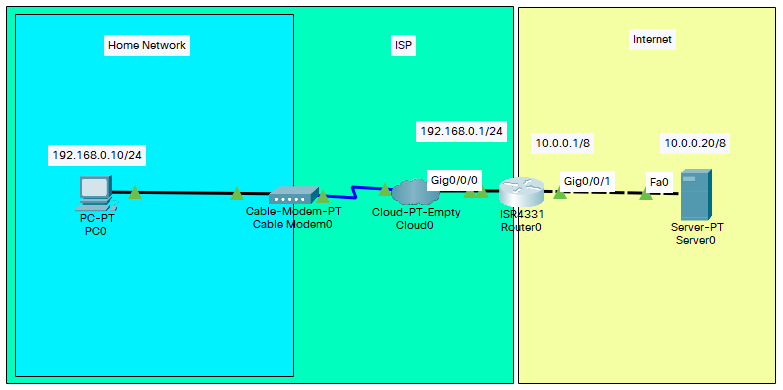 Home Network
ISP
Internet
192.168.0.1/24
10.0.0.1/8
10.0.0.20/8
192.168.0.10/24
Gig0/0/0
Gig0/0/1
Fa0
PC-PT
PC0
Cable-Modem-PT
Cable Modem0
Cloud-PT-Empty
Cloud0
ISR4331
Router0
Server-PT
Server0